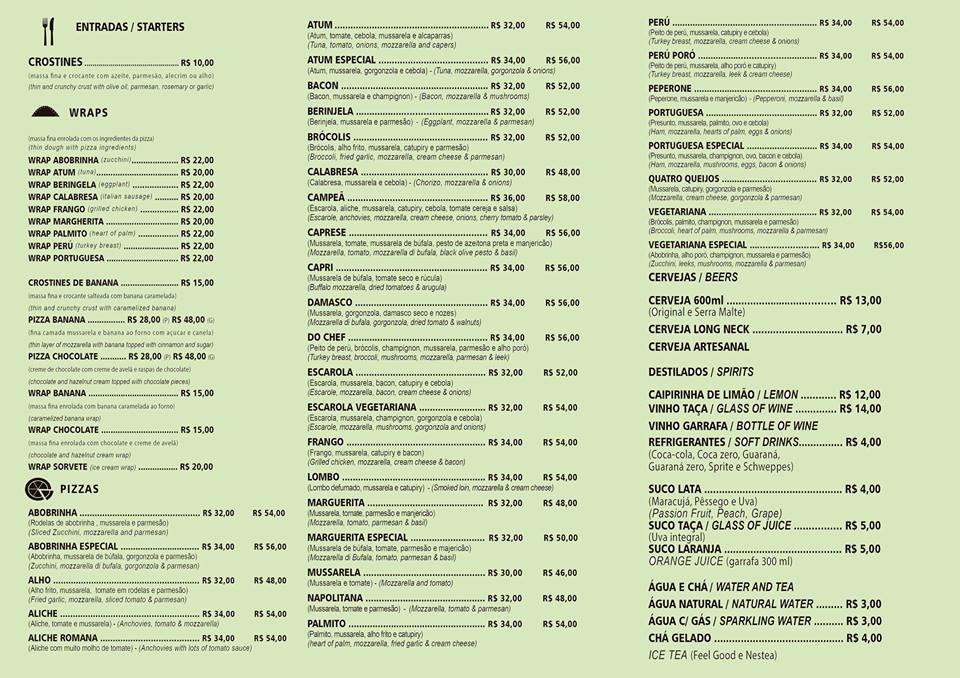 ENTRADAS / STARTERS
CROSTINES ........................................ R$ 10,00
(massa fina e crocante com azeite, parmesão, alecrim ou alho)
(thin and crunchy crust with olive oil, parmesan, rosemary or garlic)
WRAPS
(massa fina enrolada com os ingredientes da pizza)
(thin dough with pizza ingredients)
WRAP ABOBRINHA (zucchini)..................... R$ 22,00
WRAP ATUM (tuna)................................. R$ 20,00
WRAP BERINGELA (eggplant) .................. R$ 22,00
WRAP CALABRESA (italian sausage) ......... R$ 20,00
WRAP FRANGO (grilled chicken) ............... R$ 22,00
WRAP MARGHERITA ............................. R$ 20,00
WRAP PALMITO (heart of palm) ................ R$ 22,00
WRAP PERÚ (turkey breast) ..................... R$ 22,00
WRAP PORTUGUESA ............................. R$ 22,00
CROSTINES DE BANANA ....................... R$ 15,00
(massa fina e crocante salteada com banana caramelada)
(thin and crunchy crust with caramelized banana)
PIZZA BANANA ............ R$ 28,00 (P) R$ 48,00 (G)
(fina camada mussarela e banana ao forno com açucar e canela)
(thin layer of mozzarella with banana topped with cinnamon and sugar)
PIZZA CHOCOLATE ........... R$ 28,00 (P) R$ 48,00 (G)
(creme de chocolate com creme de avelã e raspas de chocolate)
(chocolate and hazelnut cream topped with chocolate pieces)
WRAP BANANA .................................. R$ 15,00
(massa fina enrolada com banana caramelada ao forno)
(caramelized banana wrap)
WRAP CHOCOLATE .............................. R$ 15,00
(massa fina enrolada com chocolate e creme de avelã)
(chocolate and hazelnut cream wrap)
WRAP SORVETE (ice cream wrap) ................. R$ 20,00
PIZZAS
ABOBRINHA .......................................... R$ 32,00 R$ 54,00
(Rodelas de abobrinha , mussarela e parmesão)
(Sliced Zucchini, mozzarella and parmesan)
ABOBRINHA ESPECIAL .......................... R$ 34,00 R$ 56,00
(Abobrinha, mussarela de búfala, gorgonzola e parmesão)
(Zucchini, mozzarella di bufala, gorgonzola & parmesan)
ALHO ................................................ R$ 32,00 R$ 48,00
(Alho frito, mussarela, tomate em rodelas e parmesão)
(Fried garlic, mozzarella, sliced tomato & parmesan)
ALICHE .............................................. R$ 34,00 R$ 54,00
(Aliche, tomate e mussarela) - (Anchovies, tomato & mozzarella)
ALICHE ROMANA .................................. R$ 34,00 R$ 54,00
(Aliche com muito molho de tomate) - (Anchovies with lots of tomato sauce)
ATUM ................................................ R$ 32,00 R$ 54,00
(Atum, tomate, cebola, mussarela e alcaparras)
(Tuna, tomato, onions, mozzarella and capers)
ATUM ESPECIAL ................................... R$ 34,00 R$ 56,00
(Atum, mussarela, gorgonzola e cebola) - (Tuna, mozzarella, gorgonzola & onions)
BACON .............................................. R$ 32,00 R$ 52,00
(Bacon, mussarela e champignon) - (Bacon, mozzarella & mushrooms)
BERINJELA ......................................... R$ 32,00 R$ 52,00
(Berinjela, mussarela e parmesão) - (Eggplant, mozzarella & parmesan)
BRÓCOLIS .......................................... R$ 32,00 R$ 52,00
(Brócolis, alho frito, mussarela, catupiry e parmesão)
(Broccoli, fried garlic, mozzarella, cream cheese & parmesan)
CALABRESA ........................................ R$ 30,00 R$ 48,00
(Calabresa, mussarela e cebola) - (Chorizo, mozzarella & onions)
CAMPEÃ ............................................ R$ 36,00 R$ 58,00
(Escarola, aliche, mussarela, catupiry, cebola, tomate cereja e salsa)
(Escarole, anchovies, mozzarella, cream cheese, onions, cherry tomato & parsley)
CAPRESE ........................................... R$ 34,00 R$ 56,00
(Mussarela, tomate, mussarela de búfala, pesto de azeitona preta e manjericão)
(Mozzarella, tomato, mozzarella di bufala, black olive pesto & basil)
CAPRI ............................................... R$ 34,00 R$ 56,00
(Mussarela de búfala, tomate seco e rúcula)
(Buffalo mozzarella, dried tomatoes & arugula)
DAMASCO .......................................... R$ 34,00 R$ 56,00
(Mussarela, gorgonzola, damasco seco e nozes)
(Mozzarella di bufala, gorgonzola, dried tomato & walnuts)
DO CHEF ........................................... R$ 34,00 R$ 56,00
(Peito de perú, brócolis, champignon, mussarela, parmesão e alho poró)
(Turkey breast, broccoli, mushrooms, mozzarella, parmesan & leek)
ESCAROLA ......................................... R$ 32,00 R$ 52,00
(Escarola, mussarela, bacon, catupiry e cebola)
(Escarole, mozzarella, bacon, cream cheese & onions)
ESCAROLA VEGETARIANA ...................... R$ 32,00 R$ 54,00
(Escarola, mussarela, champignon, gorgonzola e cebola)
(Escarole, mozzarella, mushrooms, gorgonzola and onions)
FRANGO ............................................ R$ 34,00 R$ 54,00
(Frango, mussarela, catupiry e bacon)
(Grilled chicken, mozzarella, cream cheese & bacon)
LOMBO .............................................. R$ 34,00 R$ 54,00
(Lombo defumado, mussarela e catupiry) - (Smoked loin, mozzarella & cream cheese)
MARGUERITA ...................................... R$ 32,00 R$ 48,00
(Mussarela, tomate, parmesão e manjericão)
(Mozzarella, tomato, parmesan & basil)
MARGUERITA ESPECIAL ......................... R$ 32,00 R$ 50,00
(Mussarela de búfala, tomate, parmesão e majericão)
(Mozzarella di Bufala, tomato, parmesan & basil)
MUSSARELA ....................................... R$ 30,00 R$ 46,00
(Mussarela e tomate) - (Mozzarella and tomato)
NAPOLITANA ...................................... R$ 32,00 R$ 48,00
(Mussarela, tomate e parmesão) - (Mozzarella, tomato & parmesan)
PALMITO ........................................... R$ 34,00 R$ 54,00
(Palmito, mussarela, alho frito e catupiry)
(heart of palm, mozzarella, fried garlic & cream cheese)
PERÚ ................................................ R$ 34,00 R$ 54,00
(Peito de perú, mussarela, catupiry e cebola)
(Turkey breast, mozzarella, cream cheese & onions)
PERÚ PORÓ ........................................ R$ 34,00 R$ 54,00
(Peito de perú, mussarela, alho poró e catupiry)
(Turkey breast, mozzarella, leek & cream cheese)
PEPERONE ......................................... R$ 34,00 R$ 56,00
(Peperone, mussarela e manjericão) - (Pepperoni, mozzarella & basil)
PORTUGUESA ...................................... R$ 32,00 R$ 52,00
(Presunto, mussarela, palmito, ovo e cebola)
(Ham, mozzarella, hearts of palm, eggs & onions)
PORTUGUESA ESPECIAL ........................ R$ 34,00 R$ 54,00
(Presunto, mussarela, champignon, ovo, bacon e cebola)
(Ham, mozzarella, mushrooms, eggs, bacon & onions)
QUATRO QUEIJOS ................................. R$ 32,00 R$ 52,00
(Mussarela, catupiry, gorgonzola e parmesão)
(Mozzarella, cream cheese, gorgonzola & parmesan)
VEGETARIANA ..................................... R$ 32,00 R$ 54,00
(Brócolis, palmito, champignon, mussarela e parmesão)
(Broccoli, heart of palm, mushrooms, mozzarella & parmesan)
VEGETARIANA ESPECIAL ........................ R$ 34,00 R$56,00
(Abobrinha, alho poró, champignon, mussarela e parmesão)
(Zucchini, leeks, mushrooms, mozzarella & parmesan)
CERVEJAS / BEERS
CERVEJA 600ml .................................. R$ 13,00
(Original e Serra Malte)
CERVEJA LONG NECK ........................... R$ 7,00
CERVEJA ARTESANAL
DESTILADOS / SPIRITS
CAIPIRINHA DE LIMÃO / LEMON ............ R$ 12,00
VINHO TAÇA / GLASS OF WINE .............. R$ 14,00
VINHO GARRAFA / BOTTLE OF WINE
REFRIGERANTES / SOFT DRINKS.............. R$ 4,00
(Coca-cola, Coca zero, Guaraná,
Guaraná zero, Sprite e Schweppes)
SUCO LATA .......................................... R$ 4,00
(Maracujá, Pêssego e Uva)
(Passion Fruit, Peach, Grape)
SUCO TAÇA / GLASS OF JUICE ............... R$ 5,00
(Uva integral)
SUCO LARANJA ................................... R$ 5,00
ORANGE JUICE (garrafa 300 ml)
ÁGUA E CHÁ / WATER AND TEA
ÁGUA NATURAL / NATURAL WATER ......... R$ 3,00
ÁGUA C/ GÁS / SPARKLING WATER .......... R$ 3,00
CHÁ GELADO ....................................... R$ 4,00
ICE TEA (Feel Good e Nestea)